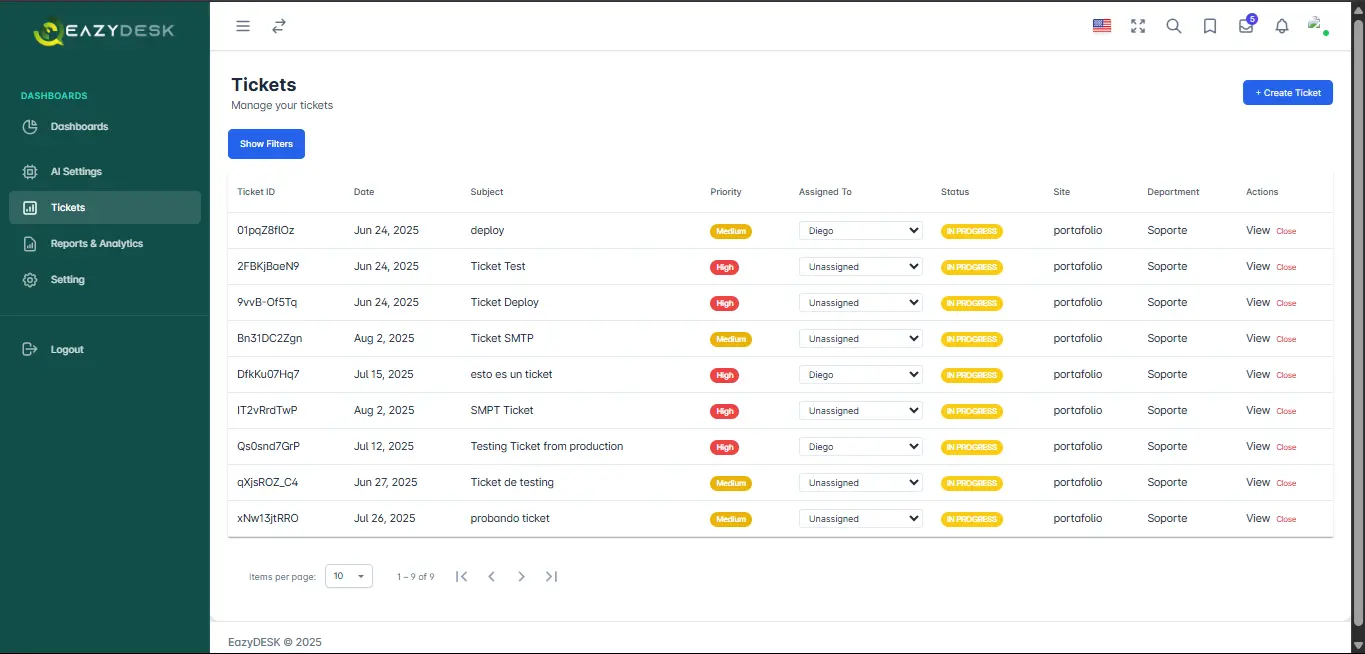 EAZYDESK
5
DASHBOARDS
Dashboards
AI Settings
Tickets
Reports & Analytics
Setting
Logout
Tickets
Manage your tickets
+ Create Ticket
Show Filters
Ticket ID Date Subject Priority Assigned To Status Site Department Actions
01pqZ8fIOz Jun 24, 2025 deploy Medium Diego IN PROGRESS portafolio Soporte View Close
2FBKjBaeN9 Jun 24, 2025 Ticket Test High Unassigned IN PROGRESS portafolio Soporte View Close
9vvB-Of5Tq Jun 24, 2025 Ticket Deploy High Unassigned IN PROGRESS portafolio Soporte View Close
Bn31DC2Zgn Aug 2, 2025 Ticket SMTP Medium Unassigned IN PROGRESS portafolio Soporte View Close
DfkKu07Hq7 Jul 15, 2025 esto es un ticket High Diego IN PROGRESS portafolio Soporte View Close
IT2vRrdTwP Aug 2, 2025 SMPT Ticket High Unassigned IN PROGRESS portafolio Soporte View Close
Qs0snd7GrP Jul 12, 2025 Testing Ticket from production High Diego IN PROGRESS portafolio Soporte View Close
qXjsROZ_C4 Jun 27, 2025 Ticket de testing Medium Unassigned IN PROGRESS portafolio Soporte View Close
xNw13jtRRO Jul 26, 2025 probando ticket Medium Unassigned IN PROGRESS portafolio Soporte View Close
Items per page: 10 1 – 9 of 9
EazyDESK © 2025